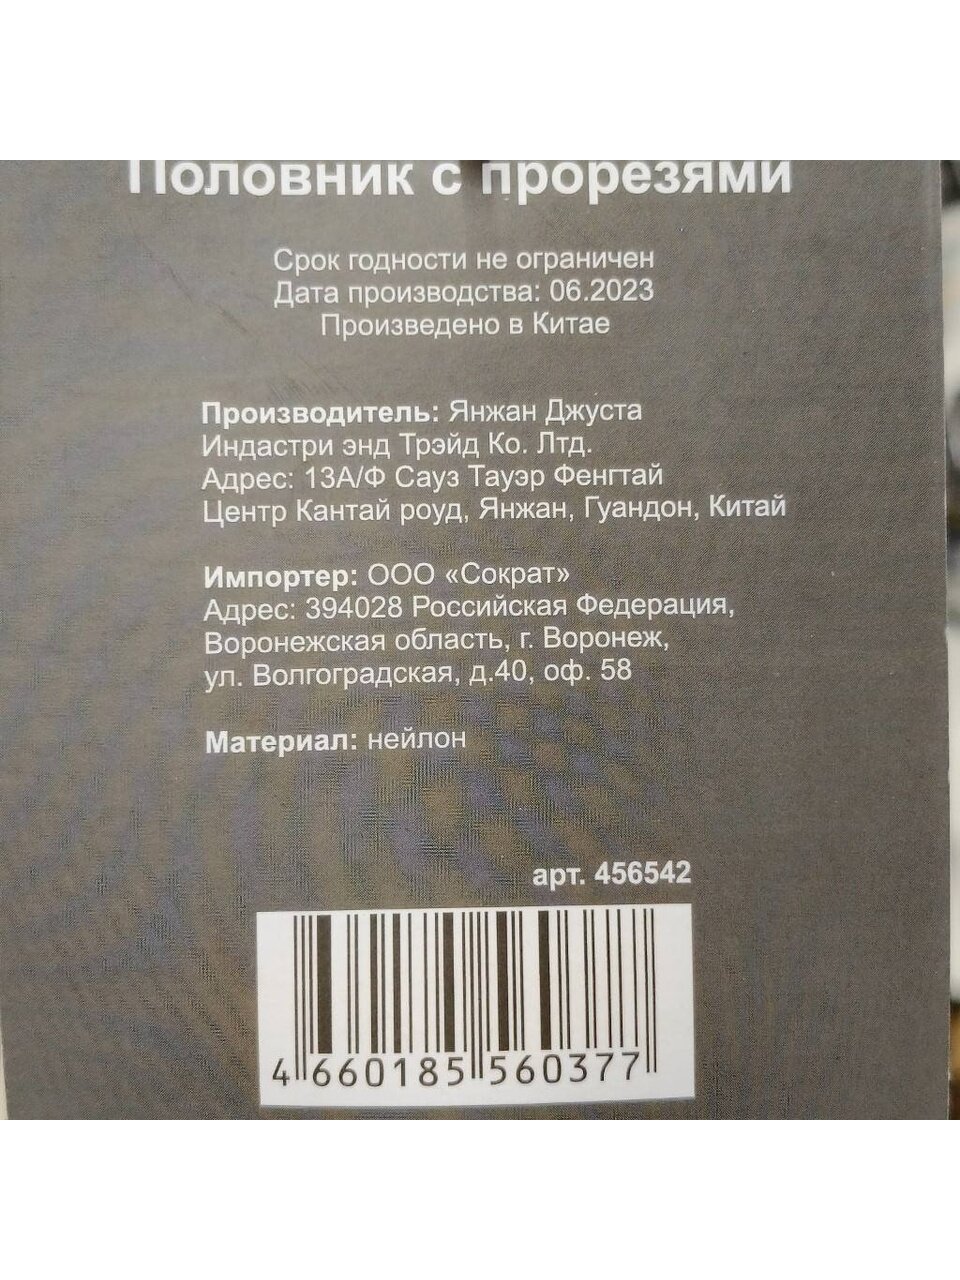 Половник с прорезями
Срок годности не ограничен
Дата производства: 06.2023
Произведено в Китае
Производитель: Янжан Джуста
Индастри энд Трэйд Ко. Лтд.
Адрес: 13А/Ф Сауз Тауэр Фенгтай
Центр Кантай роуд, Янжан, Гуандон, Китай
Импортер: ООО «Сократ»
Адрес: 394028 Российская Федерация,
Воронежская область, г. Воронеж,
ул. Волгоградская, д.40, оф. 58
Материал: нейлон
арт. 456542
4 660185 560377